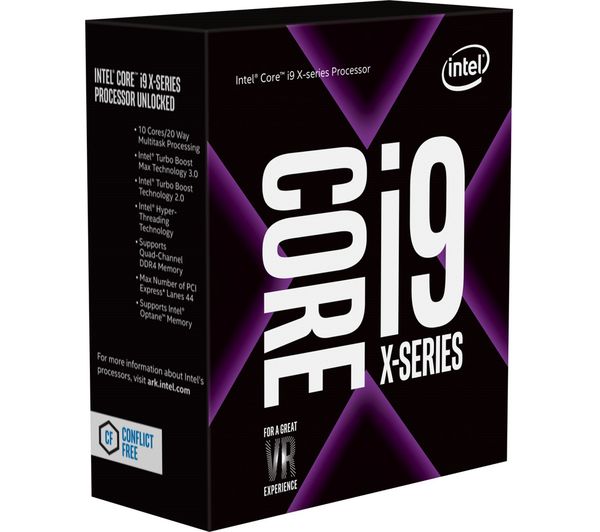 INTEL® CORE™ i9 X-SERIES
PROCESSOR UNLOCKED
• 10 Cores/20 Way
Multitask Processing
• Intel® Turbo Boost
Max Technology 3.0
• Intel® Turbo Boost
Technology 2.0
• Intel® Hyper-
Threading
Technology
• Supports
Quad-Channel
DDR4 Memory
• Max Number of PCI
Express® Lanes 44
• Supports Intel®
Optane™ Memory
For more information about Intel's
processors, visit ark.intel.com
CF CONFLICT
FREE
Intel® Core™ i9 X-series Processor
intel
CORE
i9
X-SERIES
FOR A GREAT
VR
EXPERIENCE